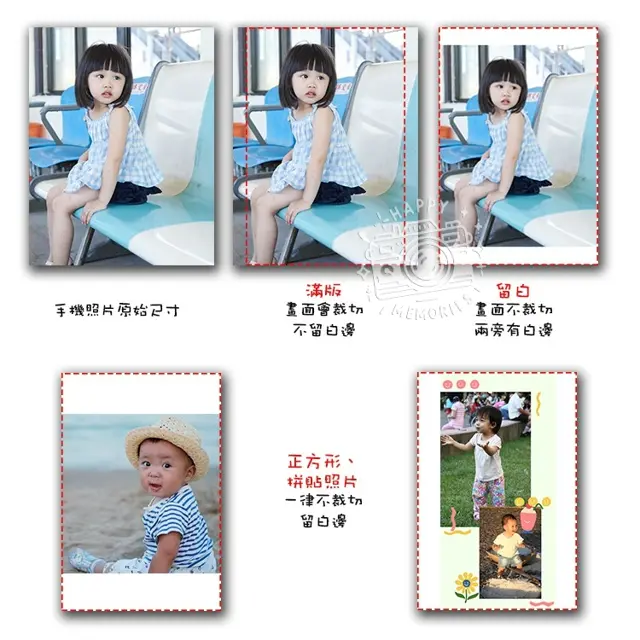 HAPPY
MEMORIES
手機照片原始尺寸
滿版
畫面會裁切
不留白邊
留白
畫面不裁切
兩旁有白邊
正方形、
拼貼照片
一律不裁切
留白邊